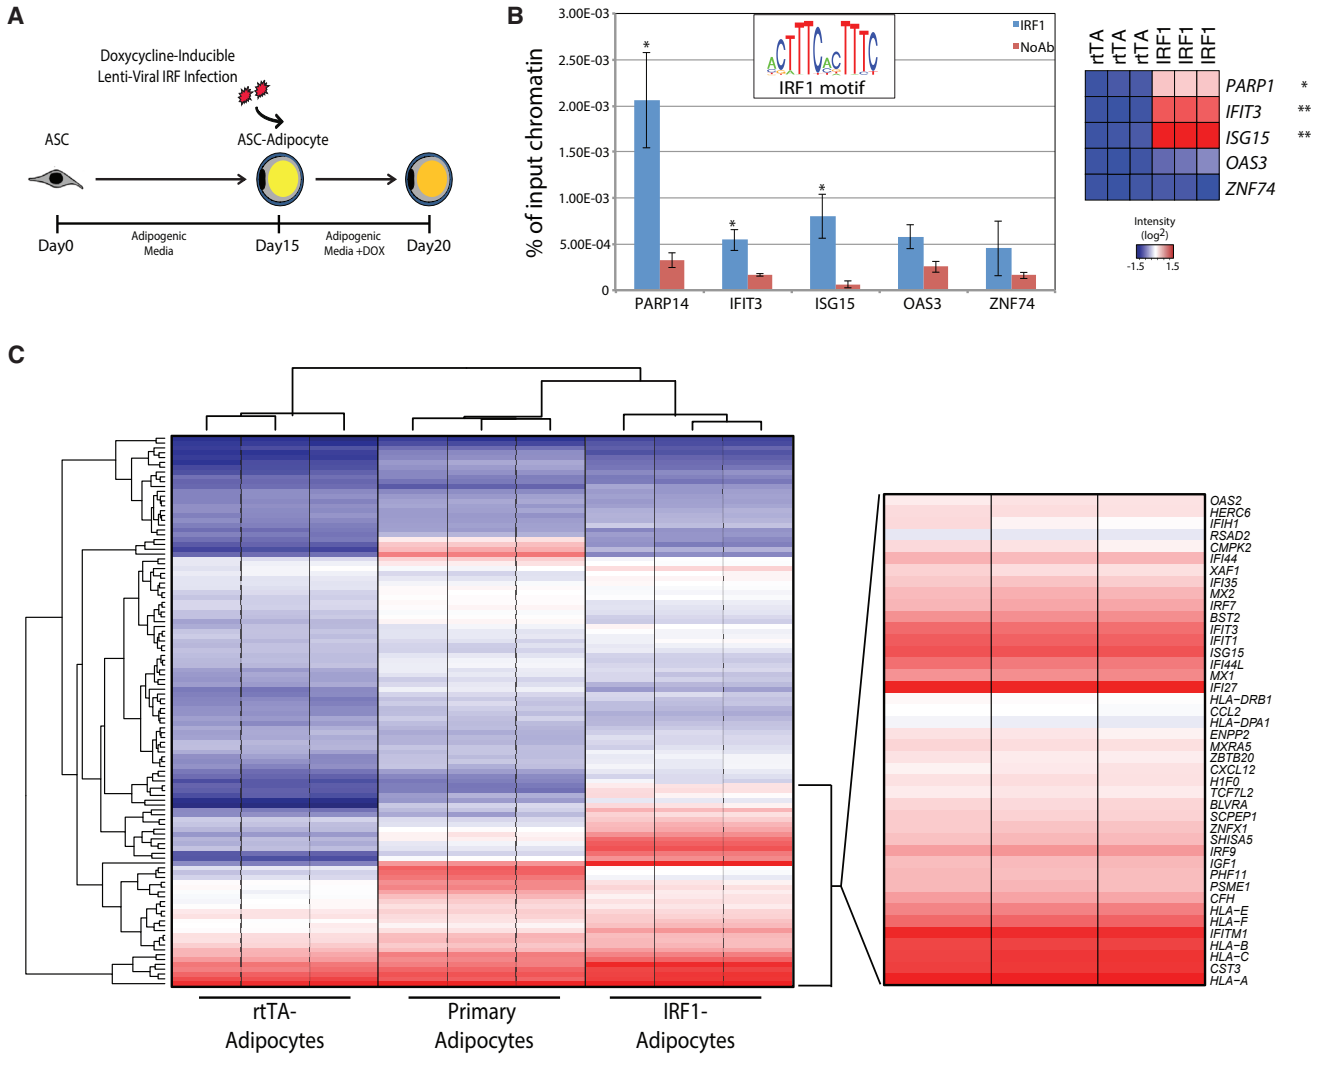 A
Doxycycline-Inducible
Lenti-Viral IRF Infection
ASC
ASC-Adipocyte
Day0
Adipogenic
Media
Day15
Adipogenic
Media +DOX
Day20
B
% of input chromatin
3.00E-03
2.50E-03
2.00E-03
1.50E-03
1.00E-03
5.00E-04
0
*
*
*
IRF1 motif
IRF1
NoAb
PARP14
IFIT3
ISG15
OAS3
ZNF74
rtTA
rtTA
rtTA
IRF1
IRF1
IRF1
PARP1 *
IFIT3 **
ISG15 **
OAS3
ZNF74
Intensity
(log2)
-1.5 1.5
C
rtTA-
Adipocytes
Primary
Adipocytes
IRF1-
Adipocytes
OAS2
HERC6
IFIH1
RSAD2
CMPK2
IFI44
XAF1
IFI35
MX2
IRF7
BST2
IFIT3
IFIT1
ISG15
IFI44L
MX1
IFI27
HLA−DRB1
CCL2
HLA−DPA1
ENPP2
MXRA5
ZBTB20
CXCL12
H1F0
TCF7L2
BLVRA
SCPEP1
ZNFX1
SHISA5
IRF9
IGF1
PHF11
PSME1
CFH
HLA−E
HLA−F
IFITM1
HLA−B
HLA−C
CST3
HLA−A